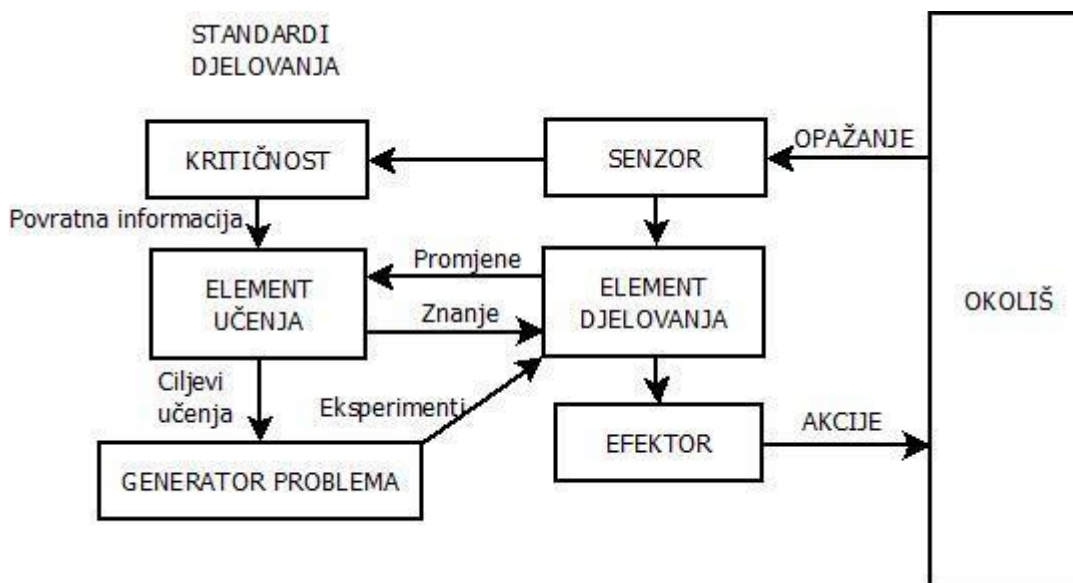 STANDARDI
DJELOVANJA
KRITIČNOST
SENZOR
OPAŽANJE
Povratna informacija
ELEMENT
UČENJA
Promjene
Znanje
ELEMENT
DJELOVANJA
OKOLIŠ
Ciljevi
učenja
Eksperimenti
GENERATOR PROBLEMA
EFEKTOR
AKCIJE